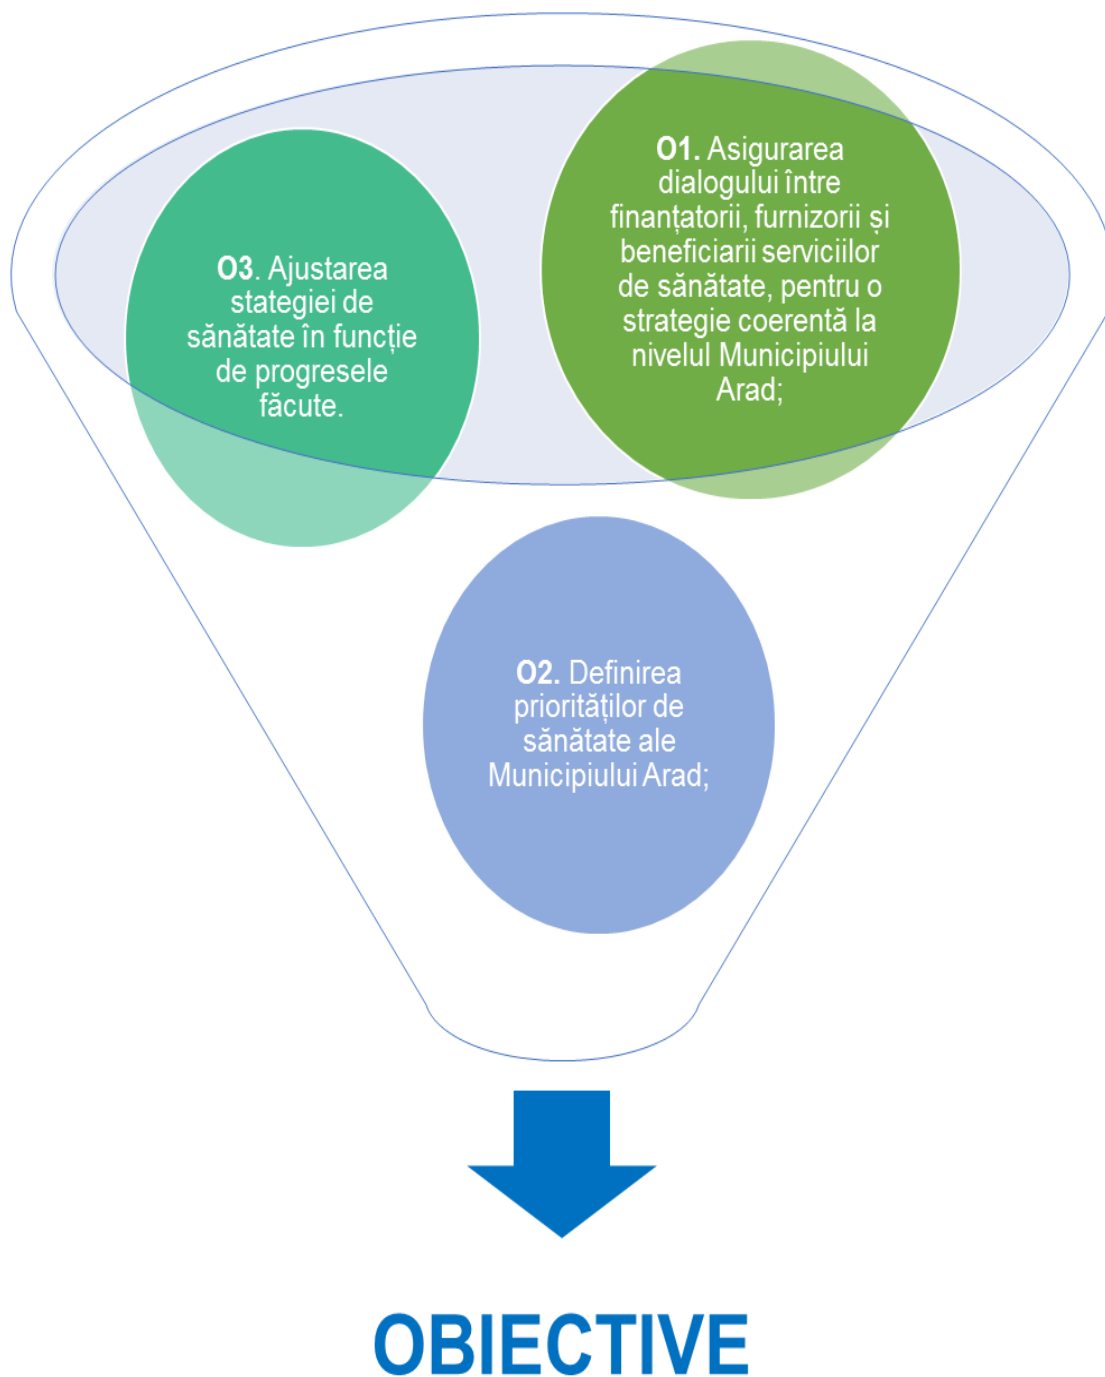 O1. Asigurarea
dialogului între
finanțatorii, furnizorii și
beneficiarii serviciilor
de sănătate, pentru o
strategie coerentă la
nivelul Municipiului
Arad;
O3. Ajustarea
stategiei de
sănătate în funcție
de progresele
făcute.
O2. Definirea
priorităților de
sănătate ale
Municipiului Arad;
OBIECTIVE